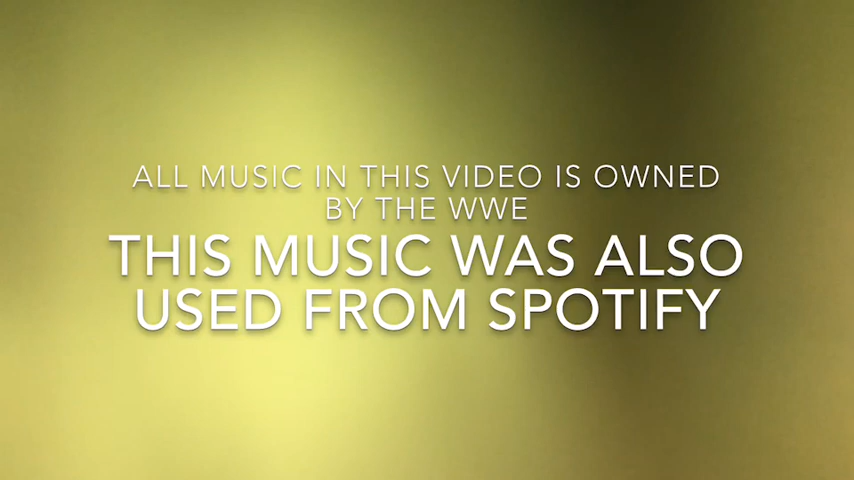 ALL MUSIC IN THIS VIDEO IS OWNED
BY THE WWE
THIS MUSIC WAS ALSO
USED FROM SPOTIFY